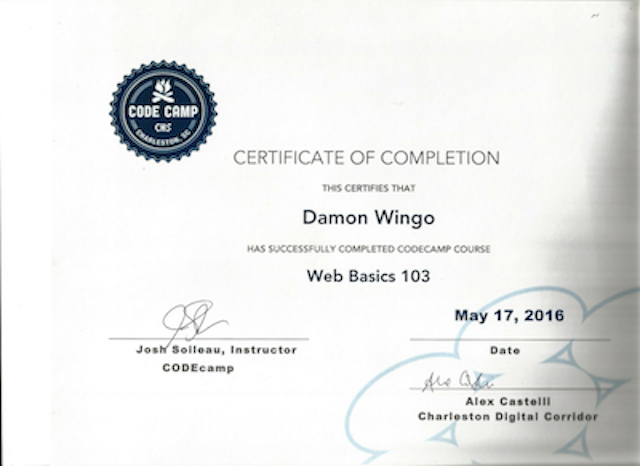 CODE CAMP
CHS
CHARLESTON, SC
CERTIFICATE OF COMPLETION
THIS CERTIFIES THAT
Damon Wingo
HAS SUCCESSFULLY COMPLETED CODECAMP COURSE
Web Basics 103
May 17, 2016
Josh Soileau, Instructor
Date
CODEcamp
Alex Castelli
Charleston Digital Corridor